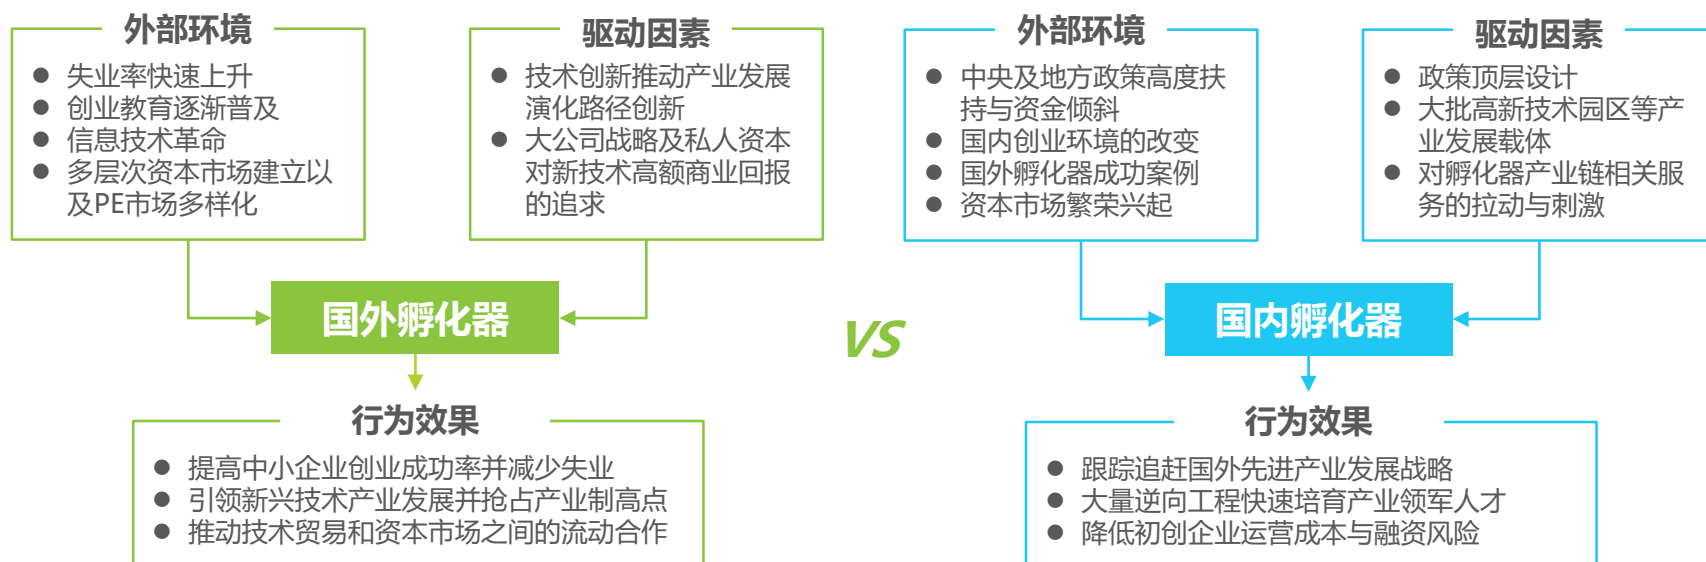 外部环境
失业率快速上升
创业教育逐渐普及
信息技术革命
多层次资本市场建立以
及PE市场多样化
驱动因素
技术创新推动产业发展
演化路径创新
大公司战略及私人资本
对新技术高额商业回报
的追求
国外孵化器
行为效果
提高中小企业创业成功率并减少失业
引领新兴技术产业发展并抢占产业制高点
推动技术贸易和资本市场之间的流动合作
VS
外部环境
中央及地方政策高度扶
持与资金倾斜
国内创业环境的改变
国外孵化器成功案例
资本市场繁荣兴起
驱动因素
政策顶层设计
大批高新技术园区等产
业发展载体
对孵化器产业链相关服
务的拉动与刺激
国内孵化器
行为效果
跟踪追赶国外先进产业发展战略
大量逆向工程快速培育产业领军人才
降低初创企业运营成本与融资风险